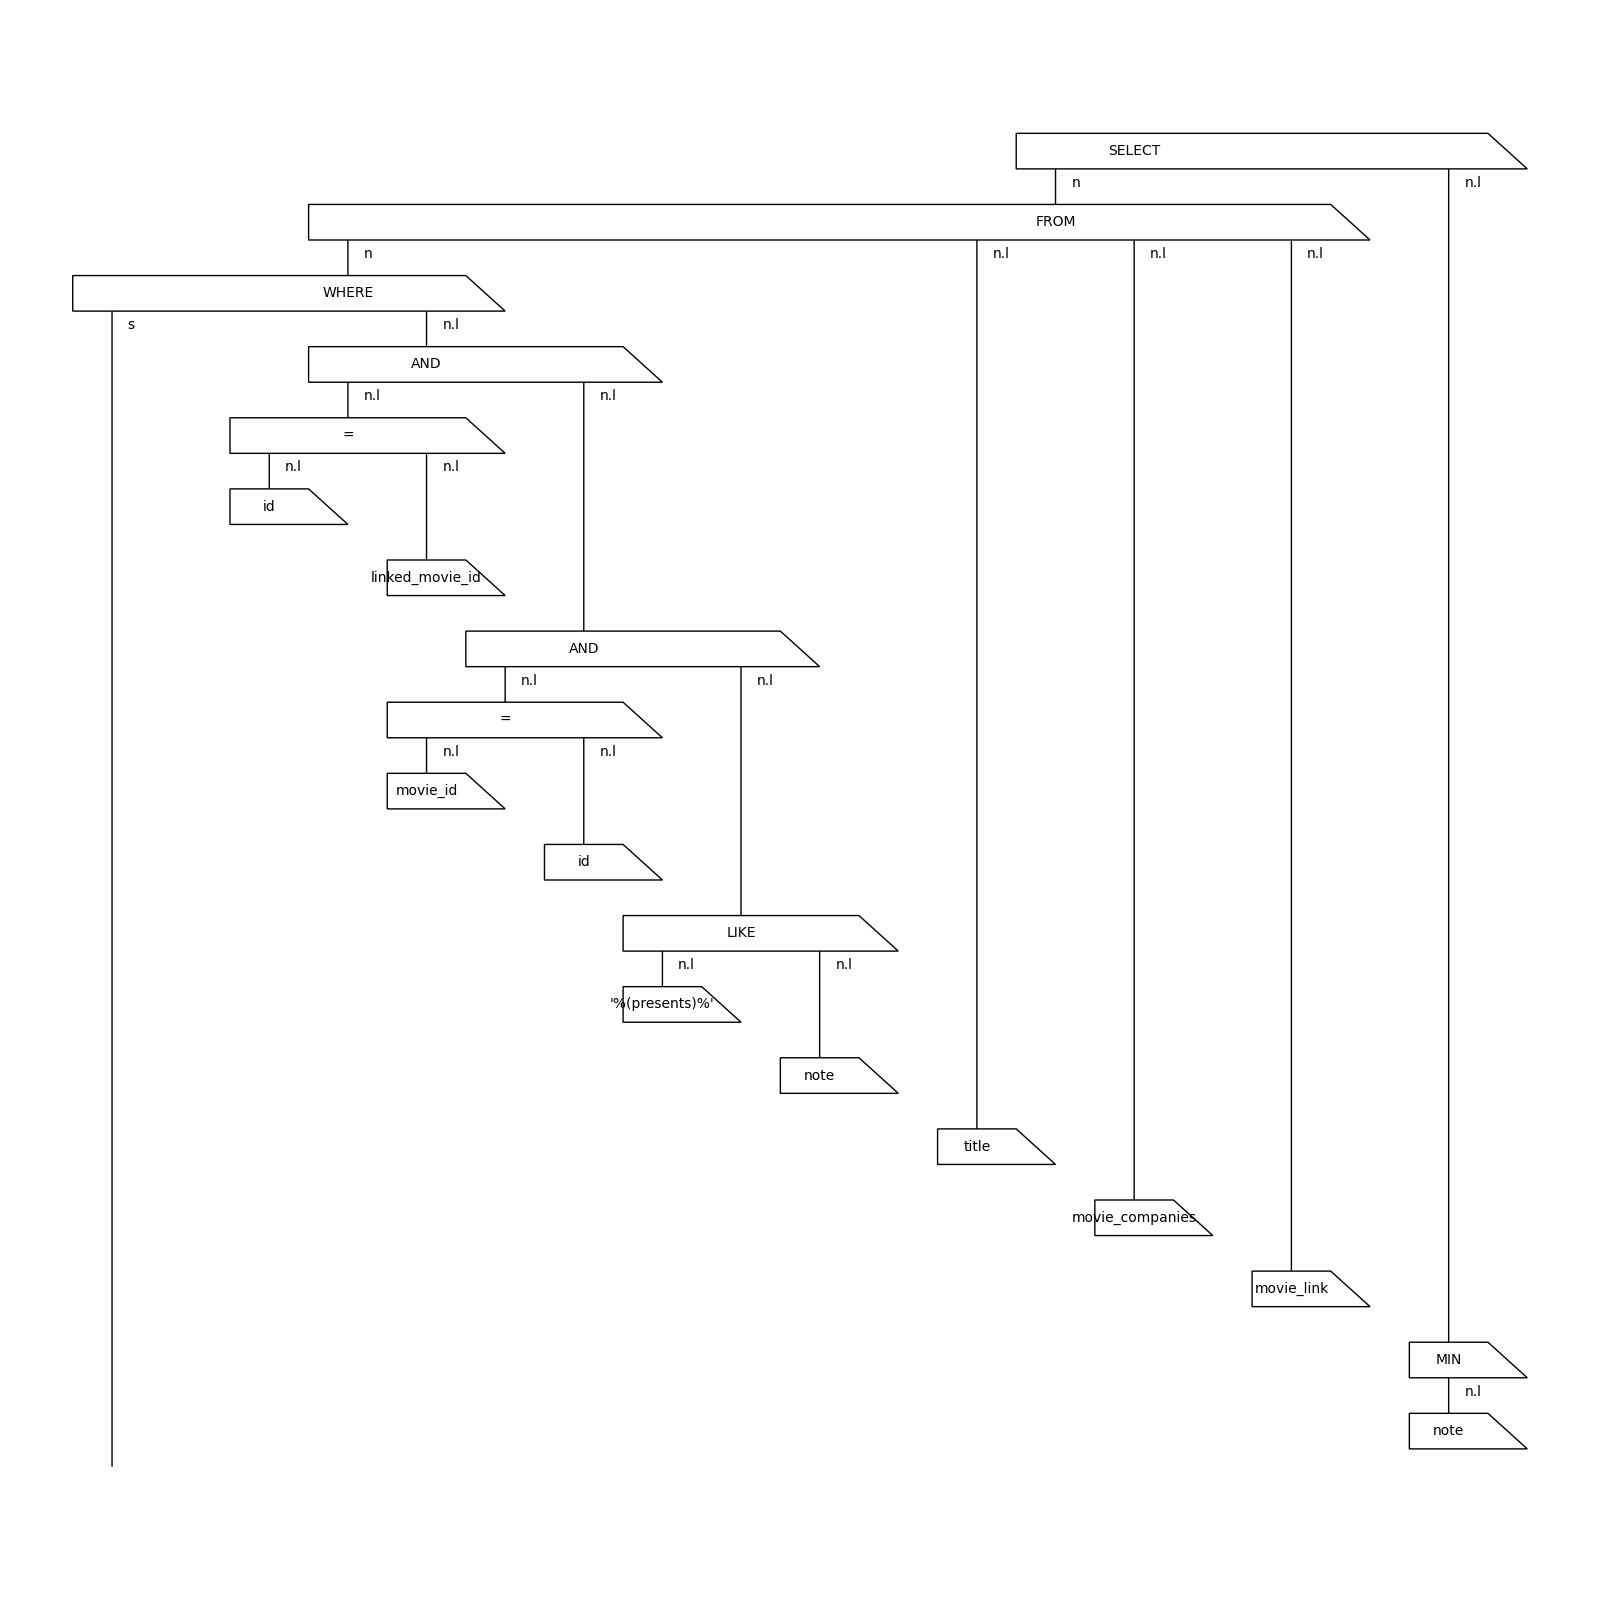 SELECT
n n.l
FROM
n n.l n.l n.l
WHERE
s n.l
AND
n.l n.l
=
n.l n.l
id
linked_movie_id
AND
n.l n.l
=
n.l n.l
movie_id
id
LIKE
n.l n.l
'%(presents)%'
note
title
movie_companies
movie_link
MIN
n.l
note